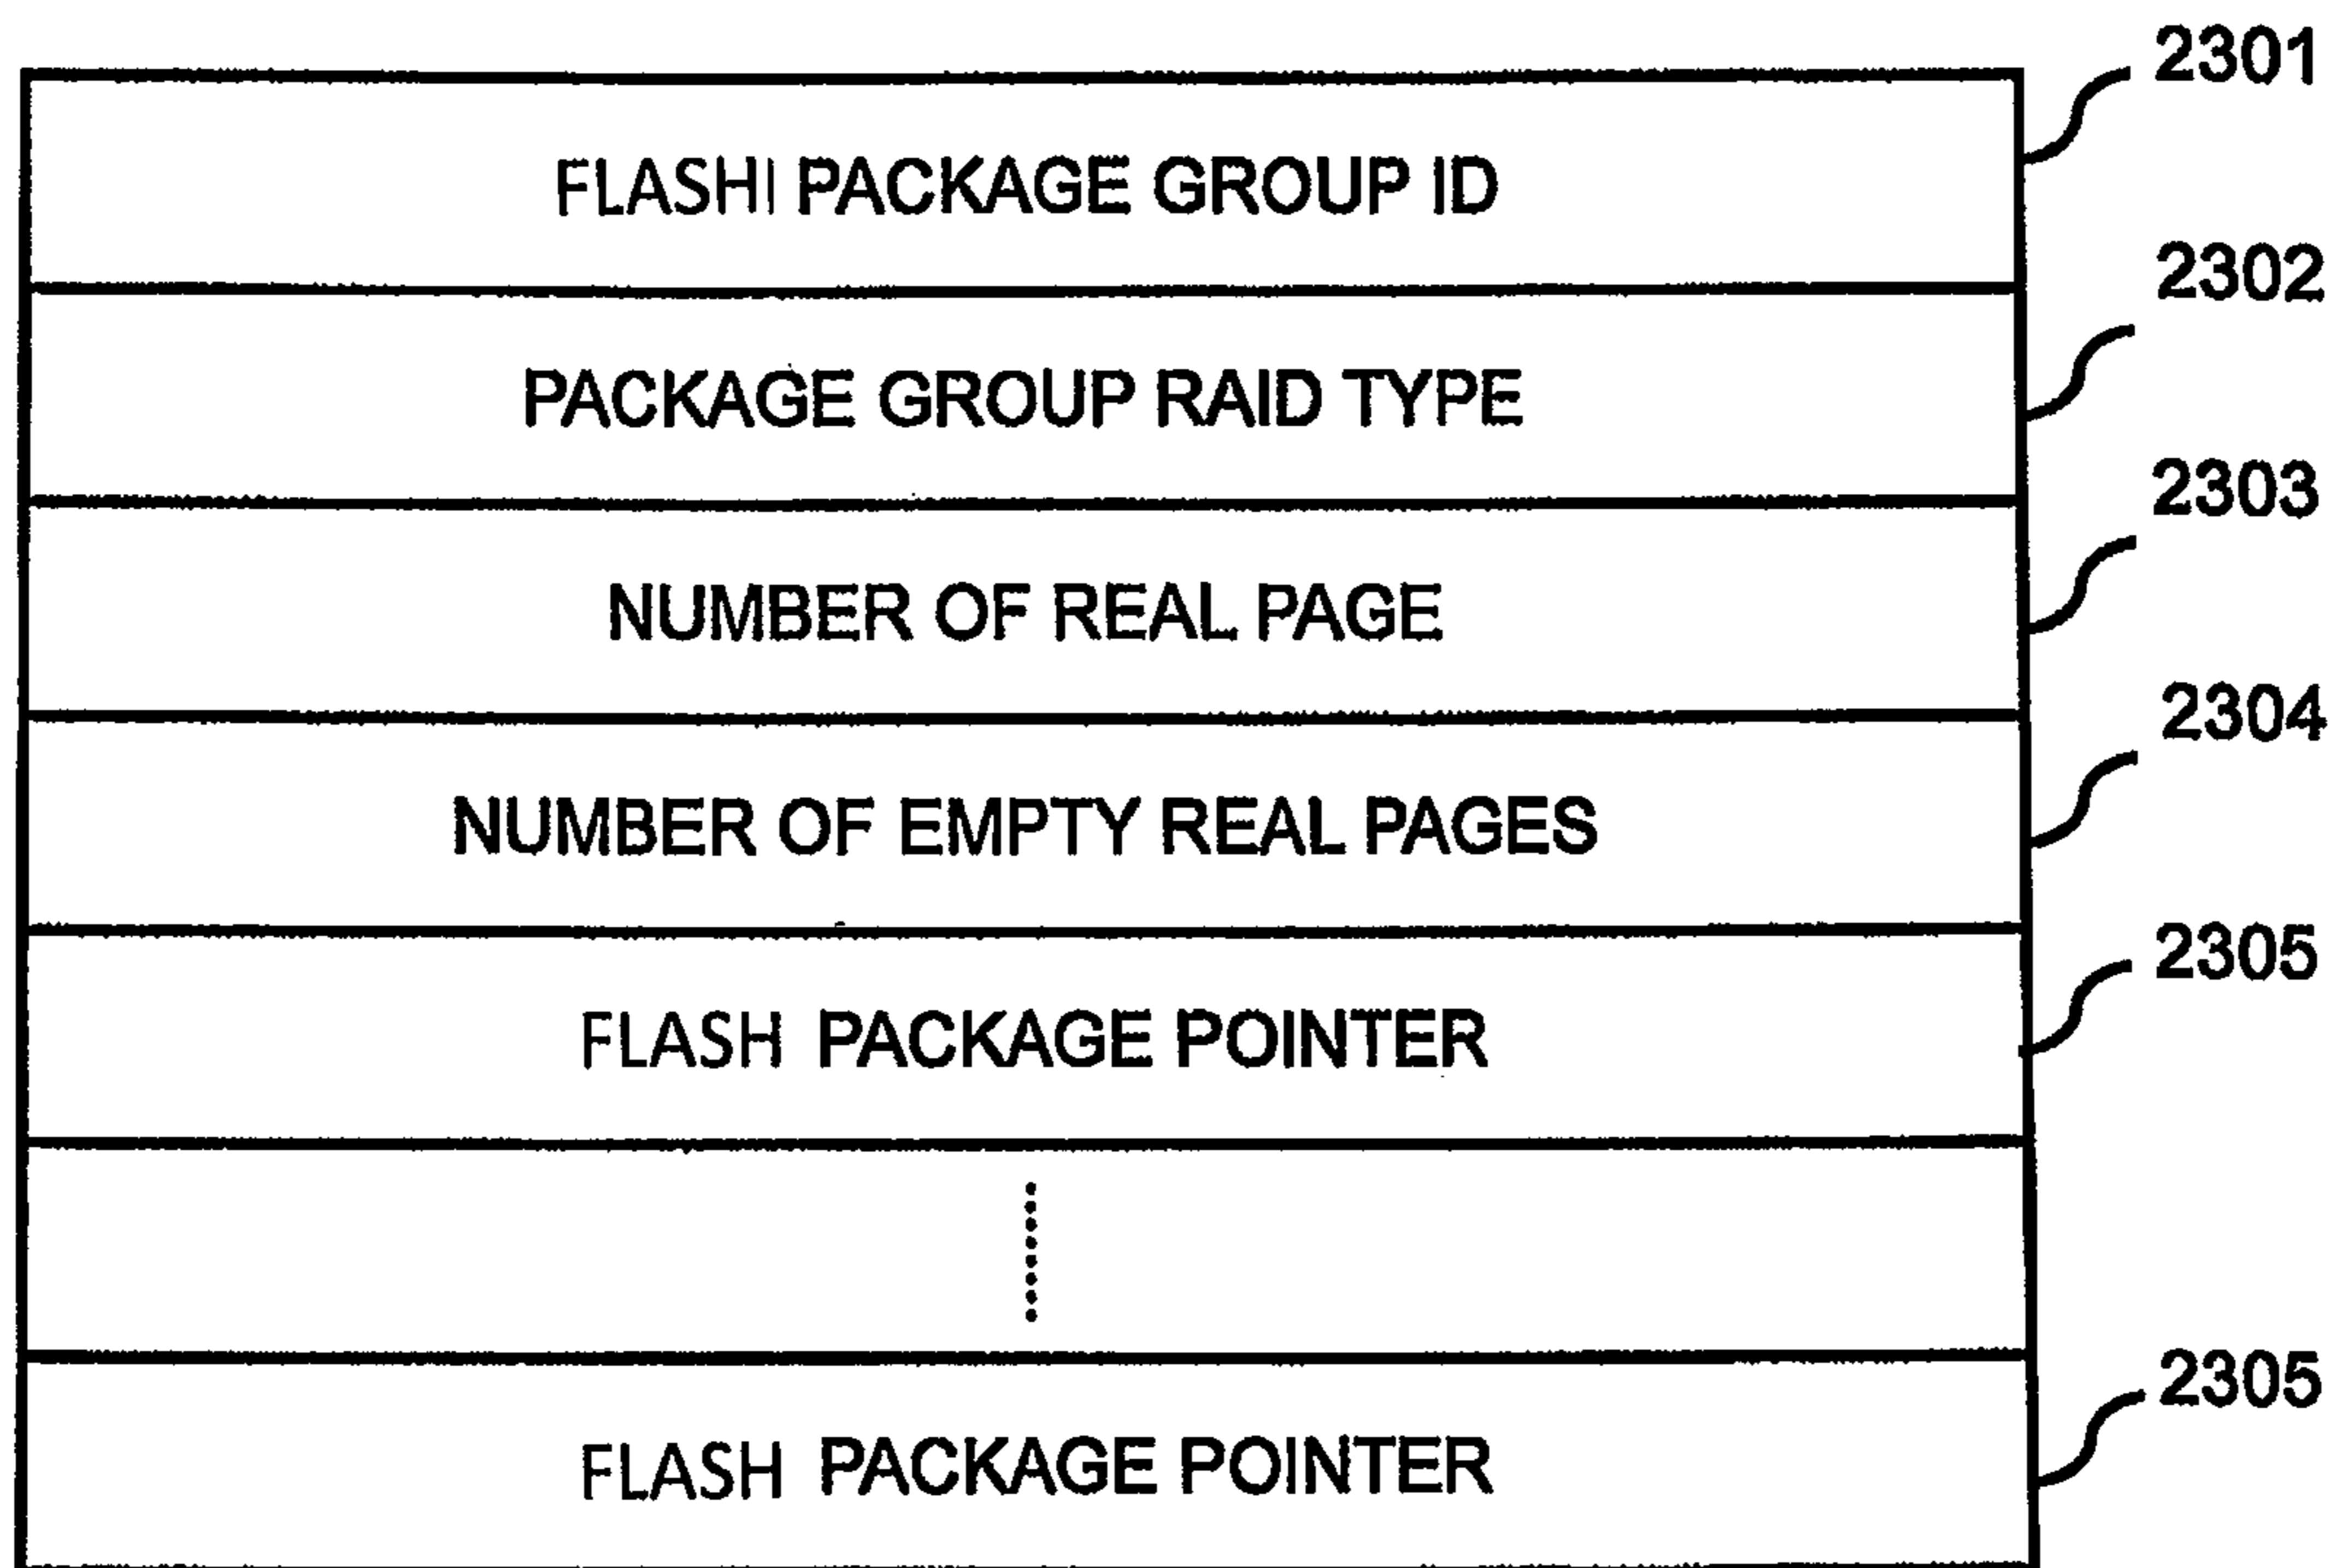 2301
FLASHI PACKAGE GROUP ID
2302
PACKAGE GROUP RAID TYPE
2303
NUMBER OF REAL PAGE
2304
NUMBER OF EMPTY REAL PAGES
2305
FLASH PACKAGE POINTER
2305
FLASH PACKAGE POINTER